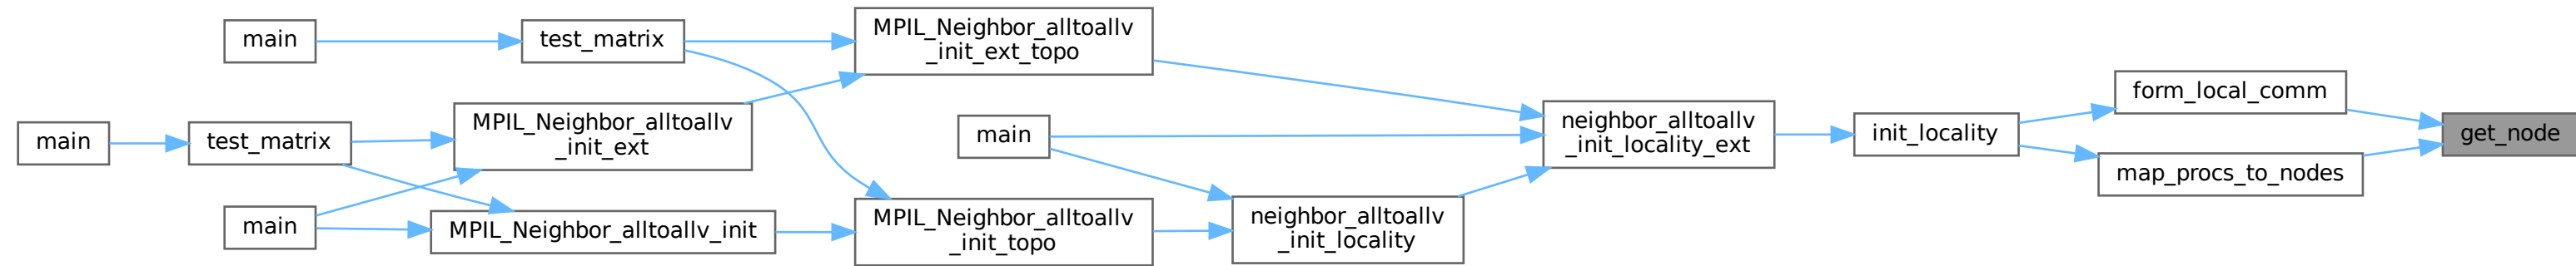 main
test_matrix
MPIL_Neighbor_alltoallv
_init_ext_topo
main
test_matrix
MPIL_Neighbor_alltoallv
_init_ext
main
neighbor_alltoallv
_init_locality_ext
init_locality
form_local_comm
get_node
map_procs_to_nodes
main
MPIL_Neighbor_alltoallv_init
MPIL_Neighbor_alltoallv
_init_topo
neighbor_alltoallv
_init_locality